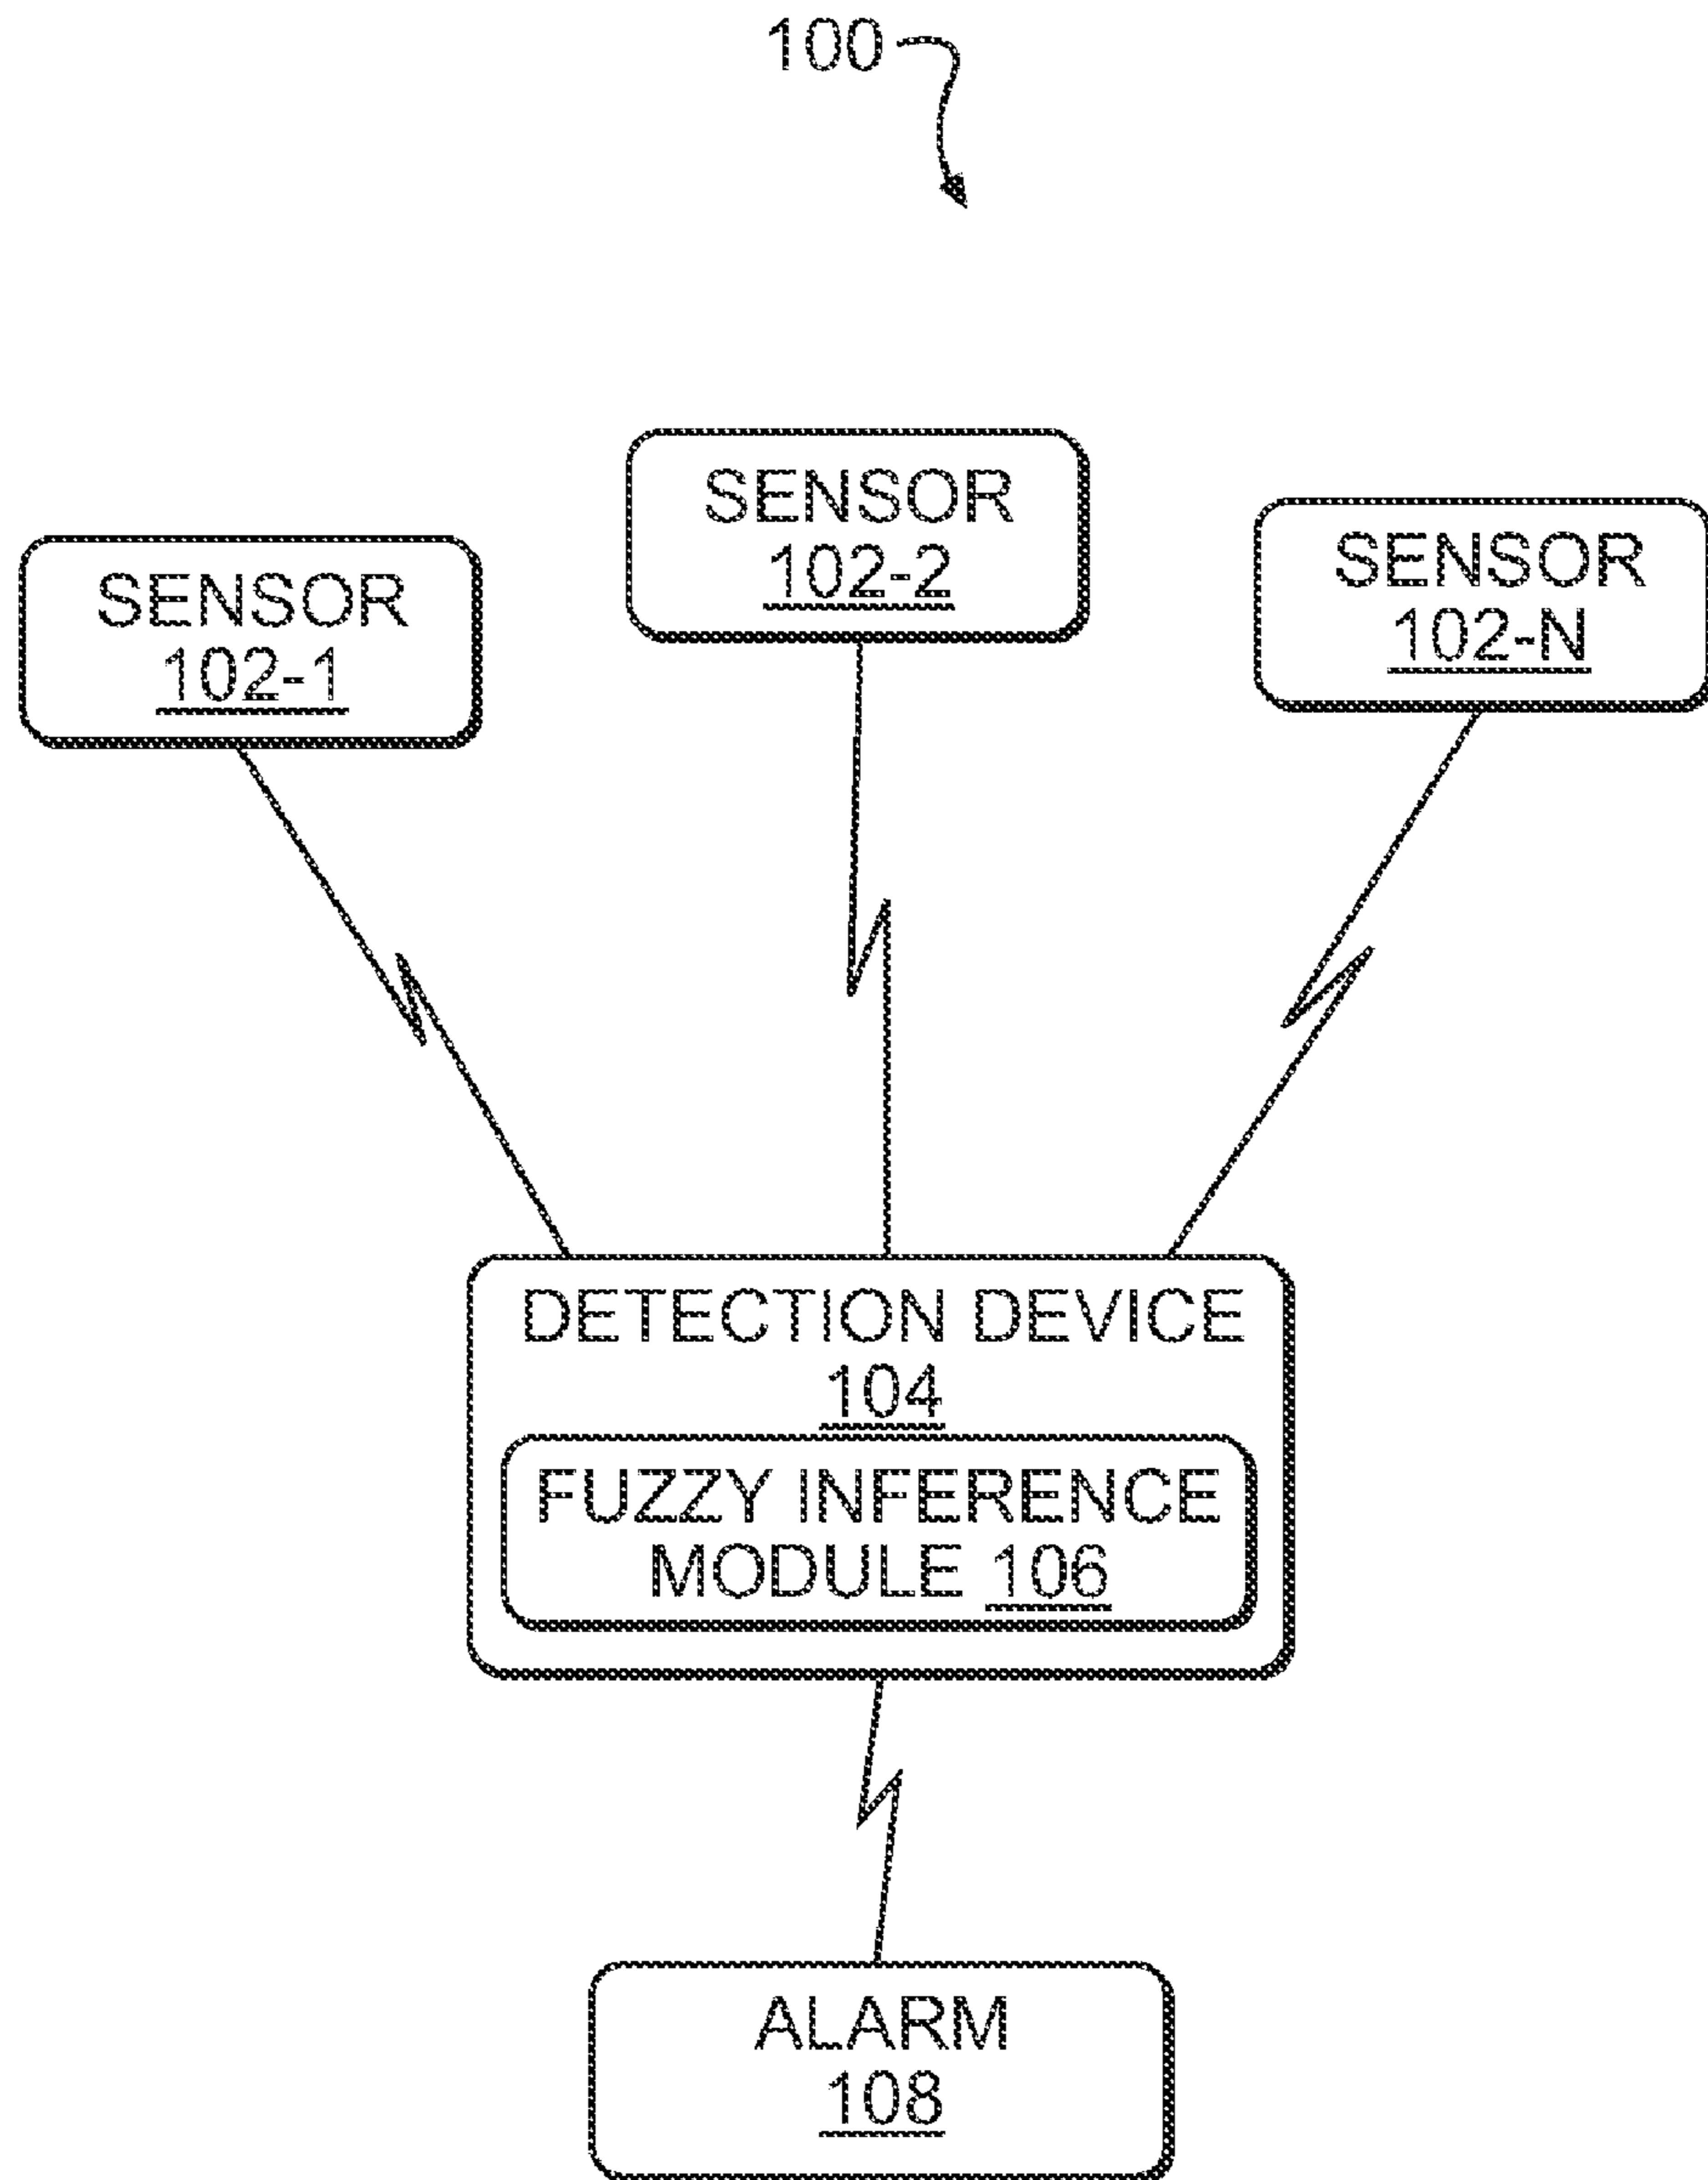 100
SENSOR
102-1
SENSOR
102-2
SENSOR
102-N
DETECTION DEVICE
104
FUZZY INFERENCE
MODULE 106
ALARM
108